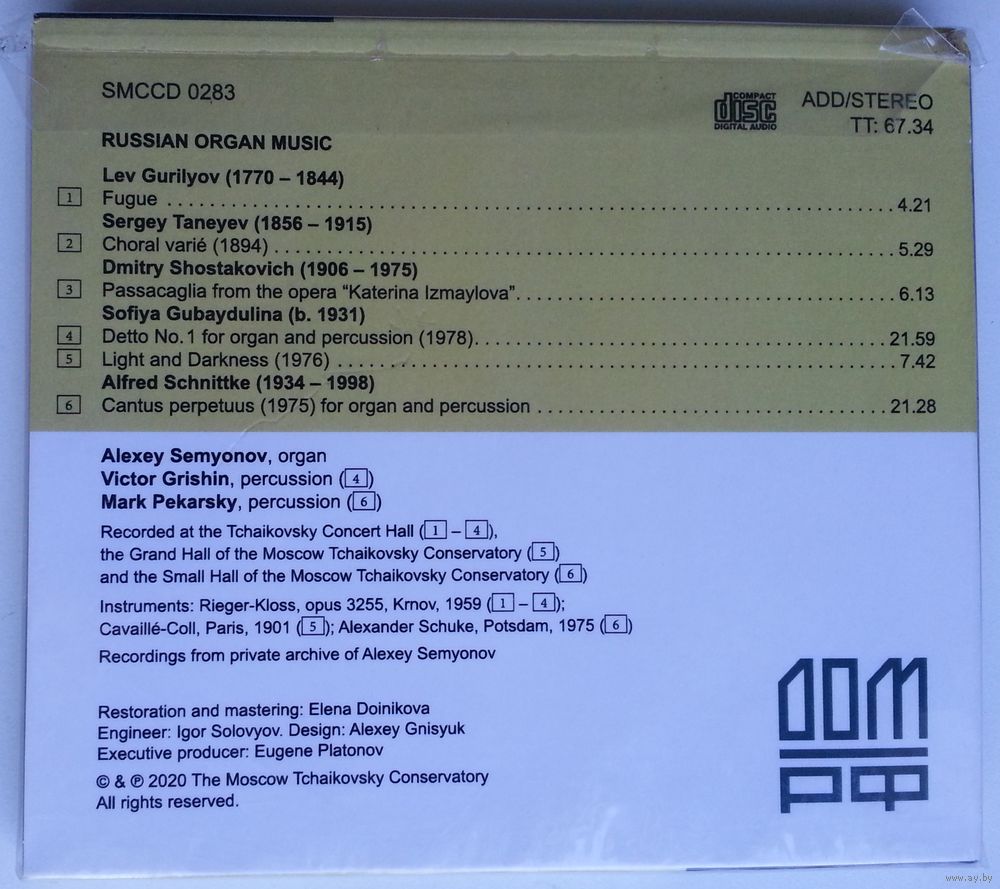 SMCCD 0283
COMPACT
disc
DIGITAL AUDIO
ADD/STEREO
TT: 67.34
RUSSIAN ORGAN MUSIC
Lev Gurilyov (1770 – 1844)
1 Fugue 4.21
Sergey Taneyev (1856 – 1915)
2 Choral varié (1894) 5.29
Dmitry Shostakovich (1906 – 1975)
3 Passacaglia from the opera “Katerina Izmaylova” 6.13
Sofiya Gubaydulina (b. 1931)
4 Detto No.1 for organ and percussion (1978) 21.59
5 Light and Darkness (1976) 7.42
Alfred Schnittke (1934 – 1998)
6 Cantus perpetuus (1975) for organ and percussion 21.28
Alexey Semyonov, organ
Victor Grishin, percussion (4)
Mark Pekarsky, percussion (6)
Recorded at the Tchaikovsky Concert Hall (1 – 4),
the Grand Hall of the Moscow Tchaikovsky Conservatory (5)
and the Small Hall of the Moscow Tchaikovsky Conservatory (6)
Instruments: Rieger-Kloss, opus 3255, Krnov, 1959 (1 – 4);
Cavaillé-Coll, Paris, 1901 (5); Alexander Schuke, Potsdam, 1975 (6)
Recordings from private archive of Alexey Semyonov
Restoration and mastering: Elena Doinikova
Engineer: Igor Solovyov. Design: Alexey Gnisyuk
Executive producer: Eugene Platonov
© & ℗ 2020 The Moscow Tchaikovsky Conservatory
All rights reserved.
ДОМ
РФ
www.ay.by